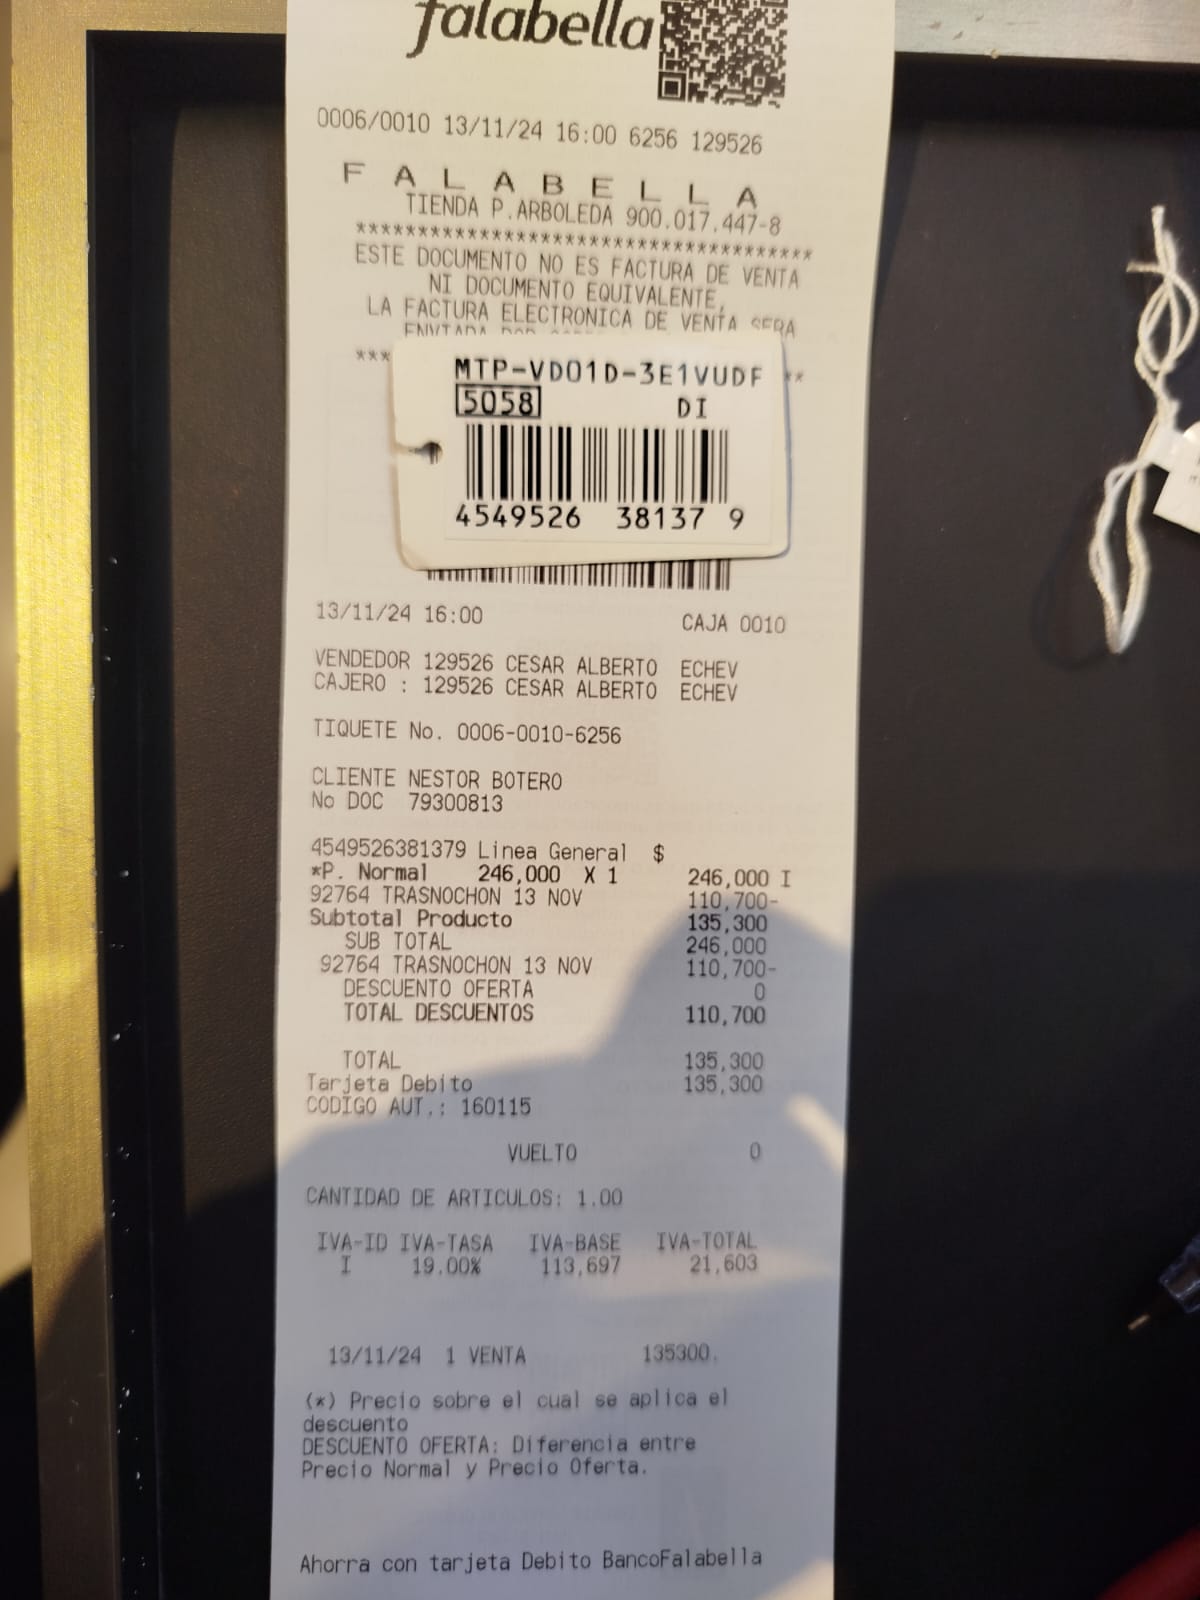 falabella
0006/0010 13/11/24 16:00 6256 129526
F A L A B E L L A
TIENDA P.ARBOLEDA 900.017.447-8
**************************************
ESTE DOCUMENTO NO ES FACTURA DE VENTA
NI DOCUMENTO EQUIVALENTE,
LA FACTURA ELECTRONICA DE VENTA SERA
ENVIADA POR
*** **
MTP-VD01D-3E1VUDF
5058 DI
4549526 38137 9
13/11/24 16:00 CAJA 0010
VENDEDOR 129526 CESAR ALBERTO ECHEV
CAJERO : 129526 CESAR ALBERTO ECHEV
TIQUETE No. 0006-0010-6256
CLIENTE NESTOR BOTERO
No DOC 79300813
4549526381379 Linea General $
*P. Normal 246,000 X 1 246,000 I
92764 TRASNOCHON 13 NOV 110,700-
Subtotal Producto 135,300
SUB TOTAL 246,000
92764 TRASNOCHON 13 NOV 110,700-
DESCUENTO OFERTA 0
TOTAL DESCUENTOS 110,700
TOTAL 135,300
Tarjeta Debito 135,300
CODIGO AUT.: 160115
VUELTO 0
CANTIDAD DE ARTICULOS: 1.00
IVA-ID IVA-TASA IVA-BASE IVA-TOTAL
I 19.00% 113,697 21,603
13/11/24 1 VENTA 135300.
(*) Precio sobre el cual se aplica el
descuento
DESCUENTO OFERTA: Diferencia entre
Precio Normal y Precio Oferta.
Ahorra con tarjeta Debito BancoFalabella